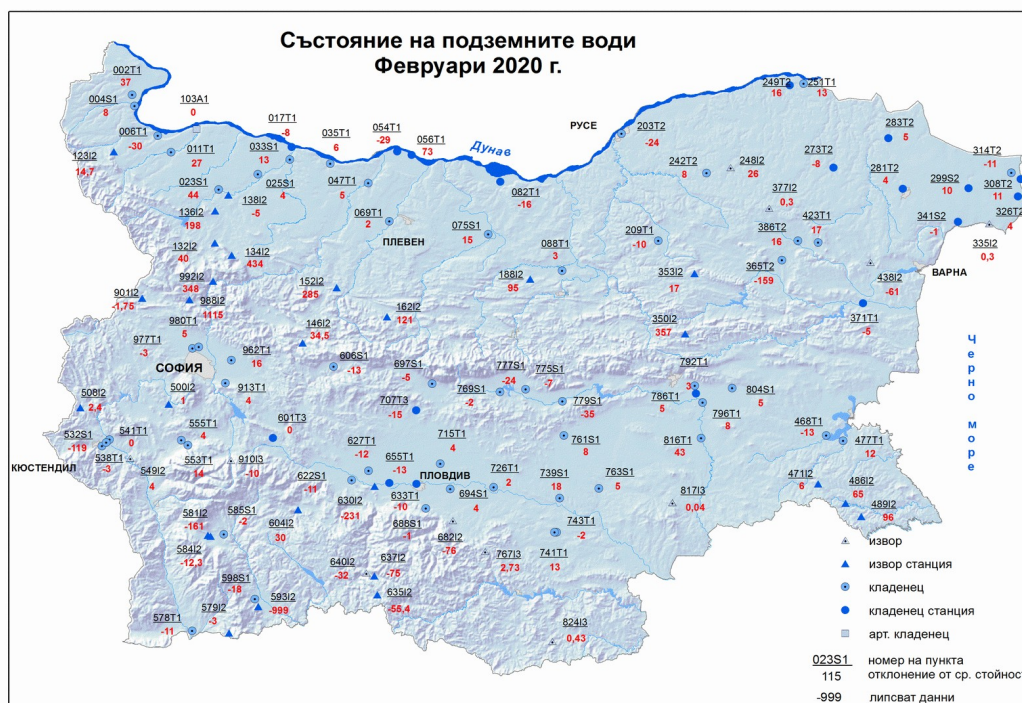 Състояние на подземните води
Февруари 2020 г.
002T1
37
004S1
8
103A1
0
006T1
-30
011T1
27
123I2
14,7
017T1
-8
033S1
13
035T1
6
054T1
-29
056T1
73
Дунав
РУСЕ
203T2
-24
249T2
16
251T1
13
283T2
5
314T2
-11
023S1
44
025S1
4
138I2
-5
136I2
198
047T1
5
069T1
2
ПЛЕВЕН
082T1
-16
075S1
15
088T1
3
242T2
8
248I2
26
273T2
-8
281T2
4
299S2
10
308T2
11
377I2
0,3
386T2
16
423T1
17
341S2
-1
326T2
4
335I2
0,3
209T1
-10
132I2
40
134I2
434
992I2
348
988I2
1115
901I2
-1,75
152I2
285
162I2
121
188I2
95
353I2
17
365T2
-159
438I2
-61
ВАРНА
371T1
-5
350I2
357
146I2
34,5
980T1
5
977T1
-3
962T1
16
СОФИЯ
606S1
-13
697S1
-5
777S1
-24
775S1
-7
769S1
-2
779S1
-35
792T1
3
786T1
5
804S1
5
796T1
8
Черно море
508I2
2,4
500I2
1
913T1
4
707T3
-15
601T3
0
532S1
-119
541T1
0
555T1
4
538T1
-3
КЮСТЕНДИЛ
549I2
4
553T1
14
910I3
-10
627T1
-12
655T1
-13
715T1
4
ПЛОВДИВ
761S1
8
816T1
43
468T1
-13
477T1
12
622S1
-11
630I2
-231
633T1
-10
694S1
4
726T1
2
739S1
18
763S1
5
817I3
0,04
471I2
6
486I2
65
489I2
96
581I2
-161
585S1
-2
604I2
30
688S1
-1
682I2
-76
743T1
-2
741T1
13
584I2
-12,3
640I2
-32
637I2
-75
767I3
2,73
598S1
-18
593I2
-999
635I2
-55,4
578T1
-11
579I2
-3
824I3
0,43
извор
извор станция
кладенец
кладенец станция
арт. кладенец
023S1 номер на пункта
115 отклонение от ср. стойност
-999 липсват данни